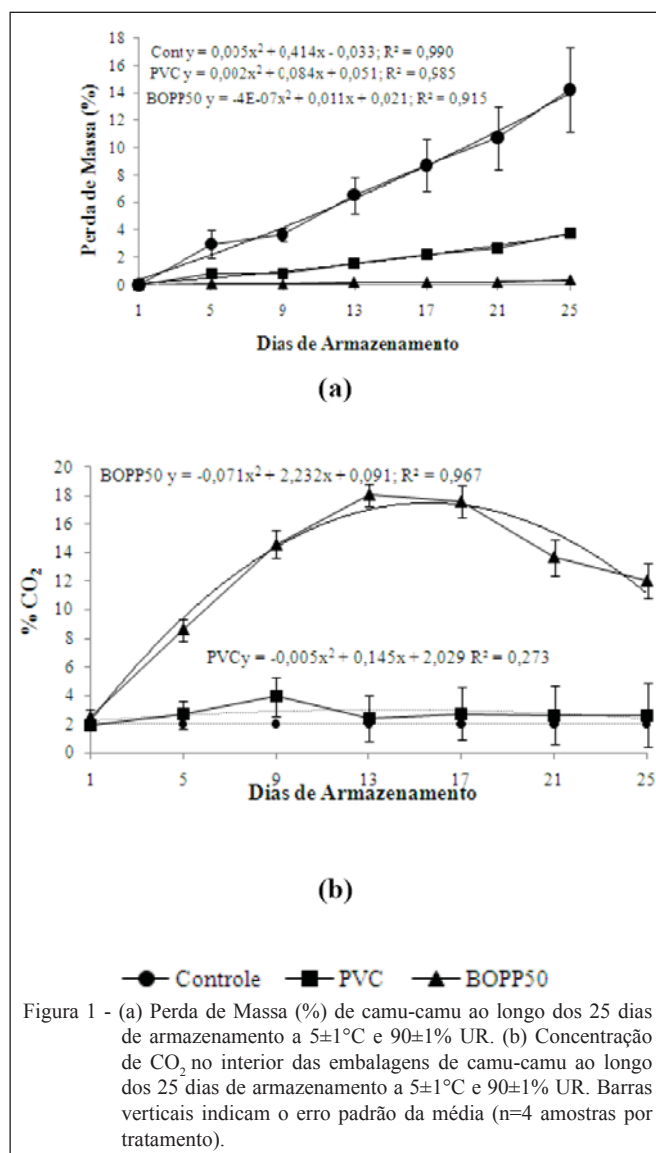 18
16
14
12
10
8
6
4
2
0
Perda de Massa (%)
Cont y = 0,005x² + 0,414x - 0,033; R² = 0,990
PVC y = 0,002x² + 0,084x + 0,051; R² = 0,985
BOPP50 y = -4E-07x² + 0,011x + 0,021; R² = 0,915
1 5 9 13 17 21 25
Dias de Armazenamento
(a)
20
18
16
14
12
10
8
6
4
2
0
% CO₂
BOPP50 y = -0,071x² + 2,232x + 0,091; R² = 0,967
PVCy = -0,005x² + 0,145x + 2,029 R² = 0,273
1 5 9 13 17 21 25
Dias de Armazenamento
(b)
Controle PVC BOPP50
Figura 1 - (a) Perda de Massa (%) de camu-camu ao longo dos 25 dias
de armazenamento a 5±1°C e 90±1% UR. (b) Concentração
de CO₂ no interior das embalagens de camu-camu ao longo
dos 25 dias de armazenamento a 5±1°C e 90±1% UR. Barras
verticais indicam o erro padrão da média (n=4 amostras por
tratamento).